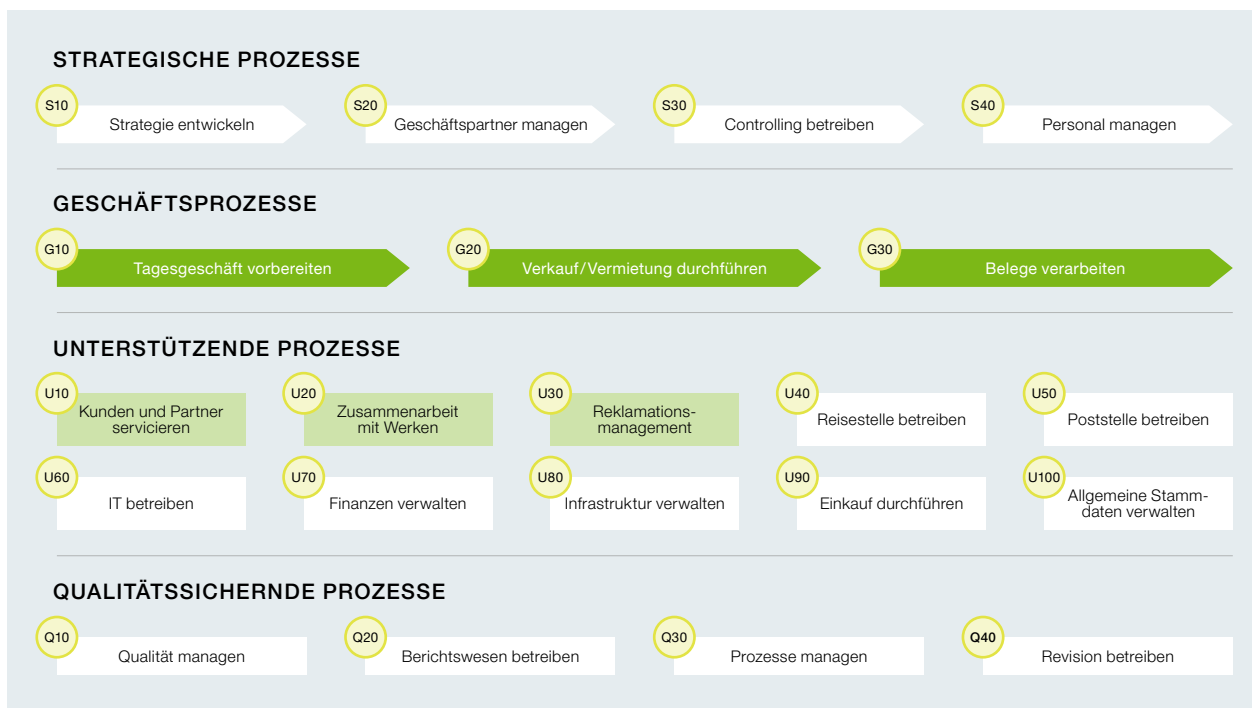 STRATEGISCHE PROZESSE
S10
Strategie entwickeln
S20
Geschäftspartner managen
S30
Controlling betreiben
S40
Personal managen
GESCHÄFTSPROZESSE
G10
Tagesgeschäft vorbereiten
G20
Verkauf/Vermietung durchführen
G30
Belege verarbeiten
UNTERSTÜTZENDE PROZESSE
U10
Kunden und Partner
servicieren
U20
Zusammenarbeit
mit Werken
U30
Reklamations-
management
U40
Reisestelle betreiben
U50
Poststelle betreiben
U60
IT betreiben
U70
Finanzen verwalten
U80
Infrastruktur verwalten
U90
Einkauf durchführen
U100
Allgemeine Stamm-
daten verwalten
QUALITÄTSSICHERNDE PROZESSE
Q10
Qualität managen
Q20
Berichtswesen betreiben
Q30
Prozesse managen
Q40
Revision betreiben